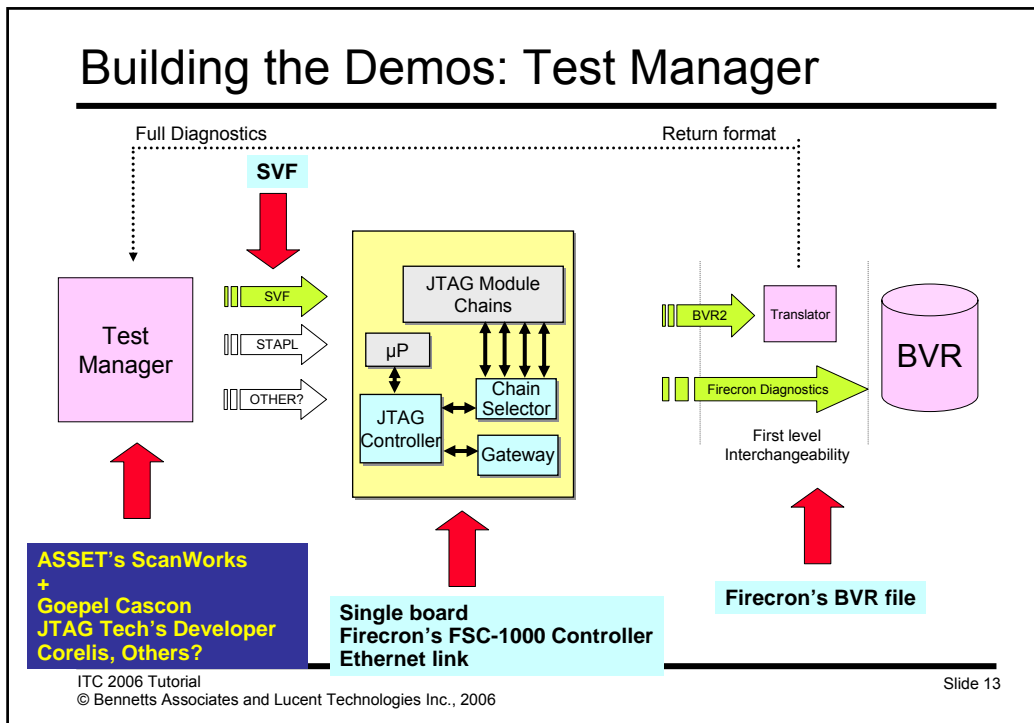 Building the Demos: Test Manager
Full Diagnostics
Return format
SVF
Test
Manager
SVF
STAPL
OTHER?
JTAG Module
Chains
µP
JTAG
Controller
Chain
Selector
Gateway
BVR2
Translator
Firecron Diagnostics
First level
Interchangeability
BVR
ASSET's ScanWorks
+
Goepel Cascon
JTAG Tech's Developer
Corelis, Others?
Single board
Firecron's FSC-1000 Controller
Ethernet link
Firecron's BVR file
ITC 2006 Tutorial
© Bennetts Associates and Lucent Technologies Inc., 2006
Slide 13